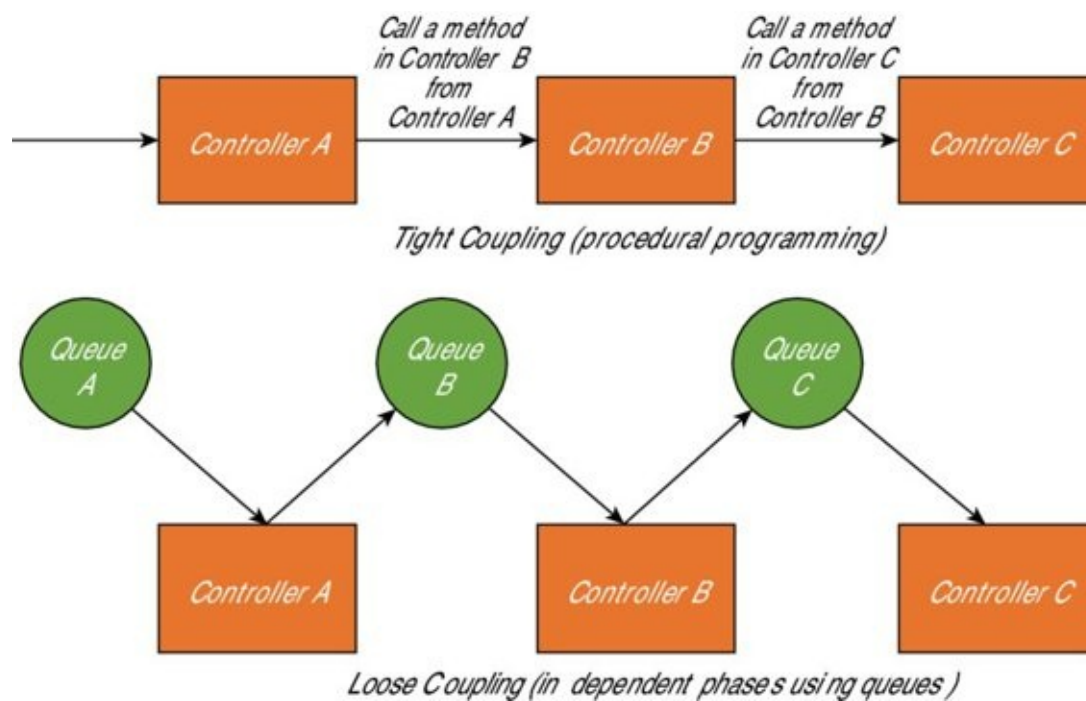 Call a method
in Controller B
from
Controller A
Call a method
in Controller C
from
Controller B
Controller A
Controller B
Controller C
Tight Coupling (procedural programming)
Queue
A
Queue
B
Queue
C
Controller A
Controller B
Controller C
Loose Coupling (in dependent phases using queues)